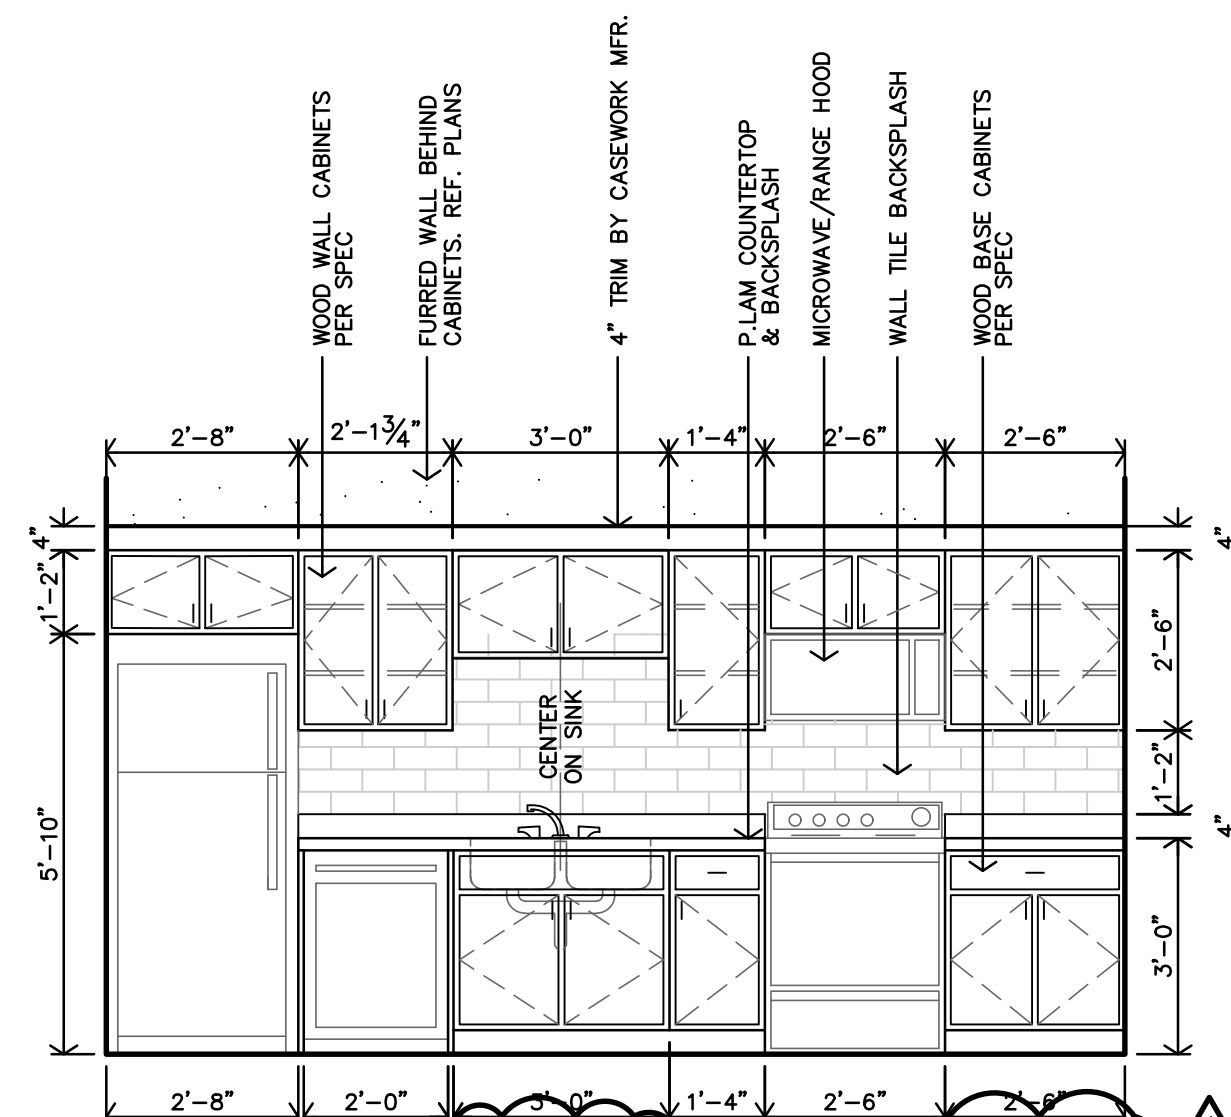 WOOD WALL CABINETS
PER SPEC
FURRED WALL BEHIND
CABINETS. REF. PLANS
4" TRIM BY CASEWORK MFR.
P.LAM COUNTERTOP
& BACKSPLASH
MICROWAVE/RANGE HOOD
WALL TILE BACKSPLASH
WOOD BASE CABINETS
PER SPEC
2'-8"
2'-1 3/4"
3'-0"
1'-4"
2'-6"
2'-6"
4"
1'-2"
5'-10"
CENTER
ON SINK
4"
2'-6"
1'-2"
4"
3'-0"
2'-8"
2'-0"
3'-0"
1'-4"
2'-6"
2'-6"